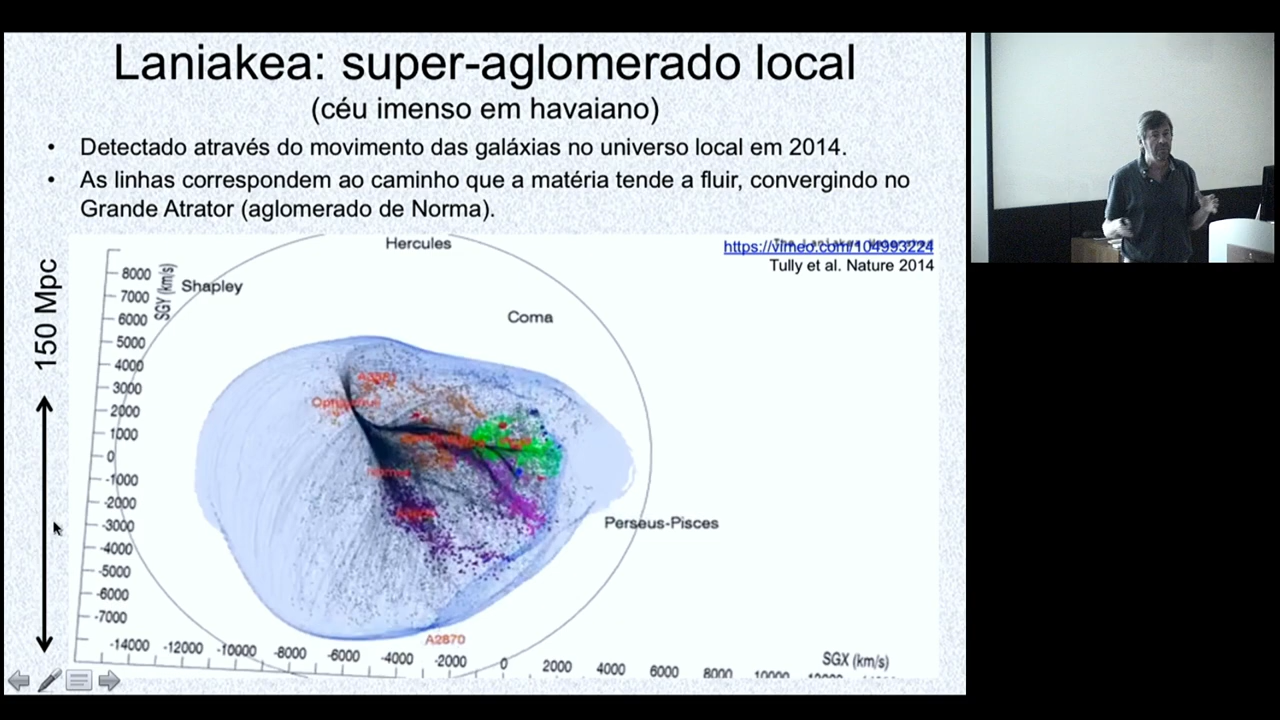 Laniakea: super-aglomerado local
(céu imenso em havaiano)
• Detectado através do movimento das galáxias no universo local em 2014.
• As linhas correspondem ao caminho que a matéria tende a fluir, convergindo no
Grande Atrator (aglomerado de Norma).
https://vimeo.com/104993224
Tully et al. Nature 2014
Hercules
Shapley
Coma
Perseus-Pisces
A2870
150 Mpc
SGY (km/s)
8000
7000
6000
5000
4000
3000
2000
1000
0
-1000
-2000
-3000
-4000
-5000
-6000
-7000
-14000 -12000 -10000 -8000 -6000 -4000 -2000 0 2000 4000 6000 8000 10000
SGX (km/s)